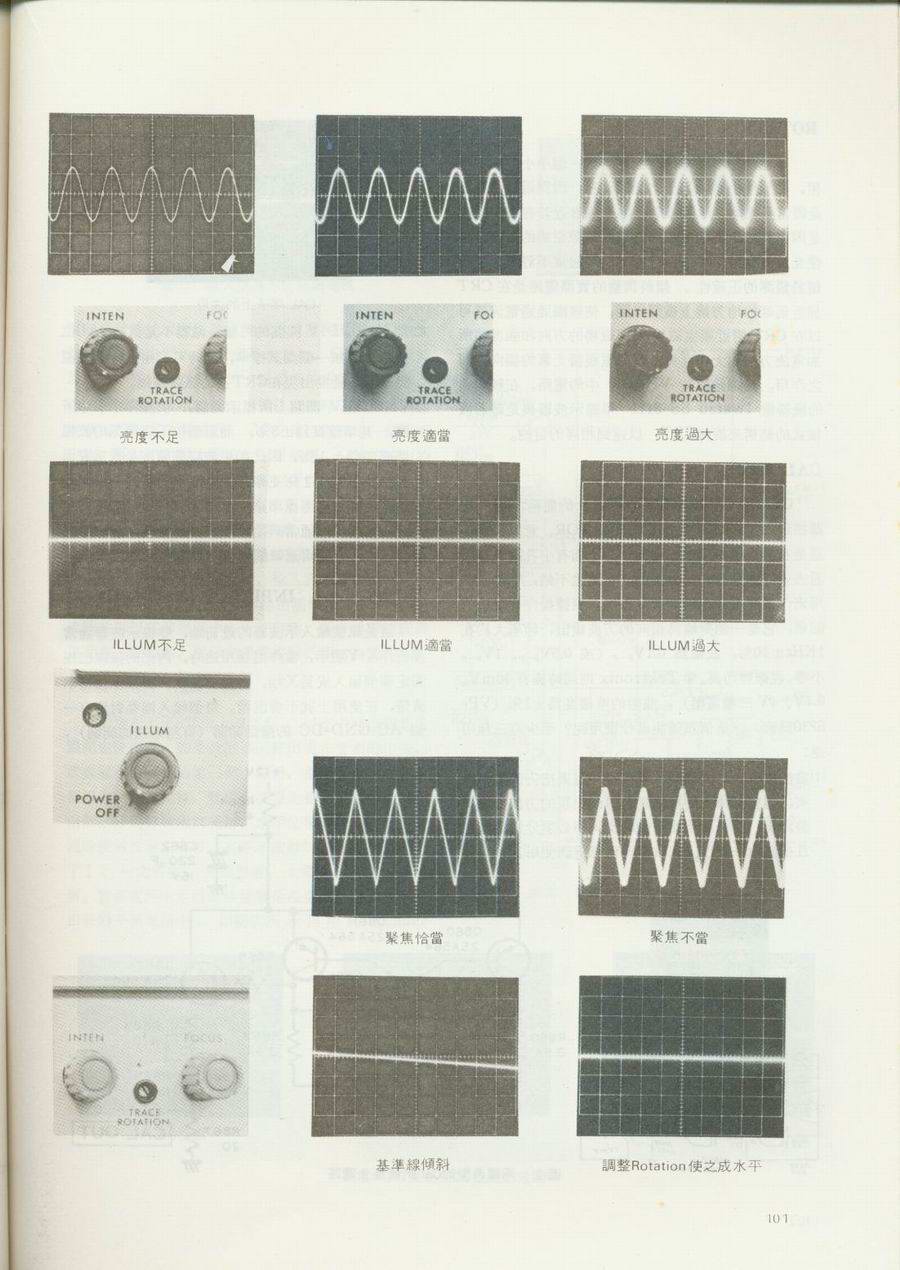 INTEN
FOC
TRACE
ROTATION
INTEN
FOC
TRACE
ROTATION
INTEN
FOC
TRACE
ROTATION
亮度不足
亮度適當
亮度過大
ILLUM不足
ILLUM適當
ILLUM過大
ILLUM
POWER
OFF
聚焦恰當
聚焦不當
INTEN
FOCUS
TRACE
ROTATION
基準線傾斜
調整Rotation使之成水平
101